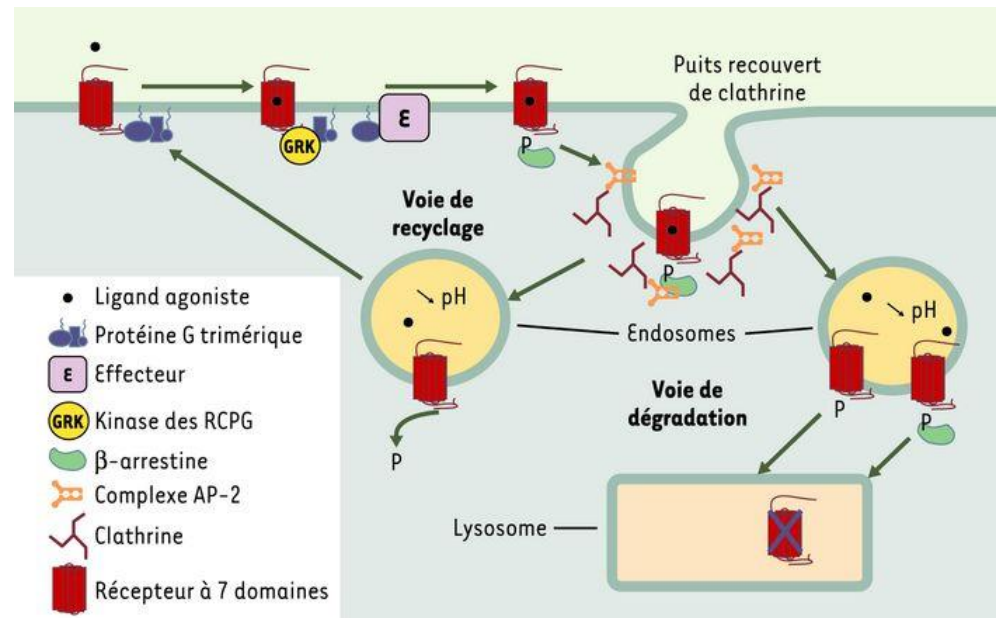 Puits recouvert
de clathrine
ε
GRK
P
Voie de
recyclage
P
↘ pH
Endosomes
↘ pH
Voie de
dégradation
P
P
P
Lysosome
Ligand agoniste
Protéine G trimérique
ε Effecteur
GRK Kinase des RCPG
β-arrestine
Complexe AP-2
Clathrine
Récepteur à 7 domaines